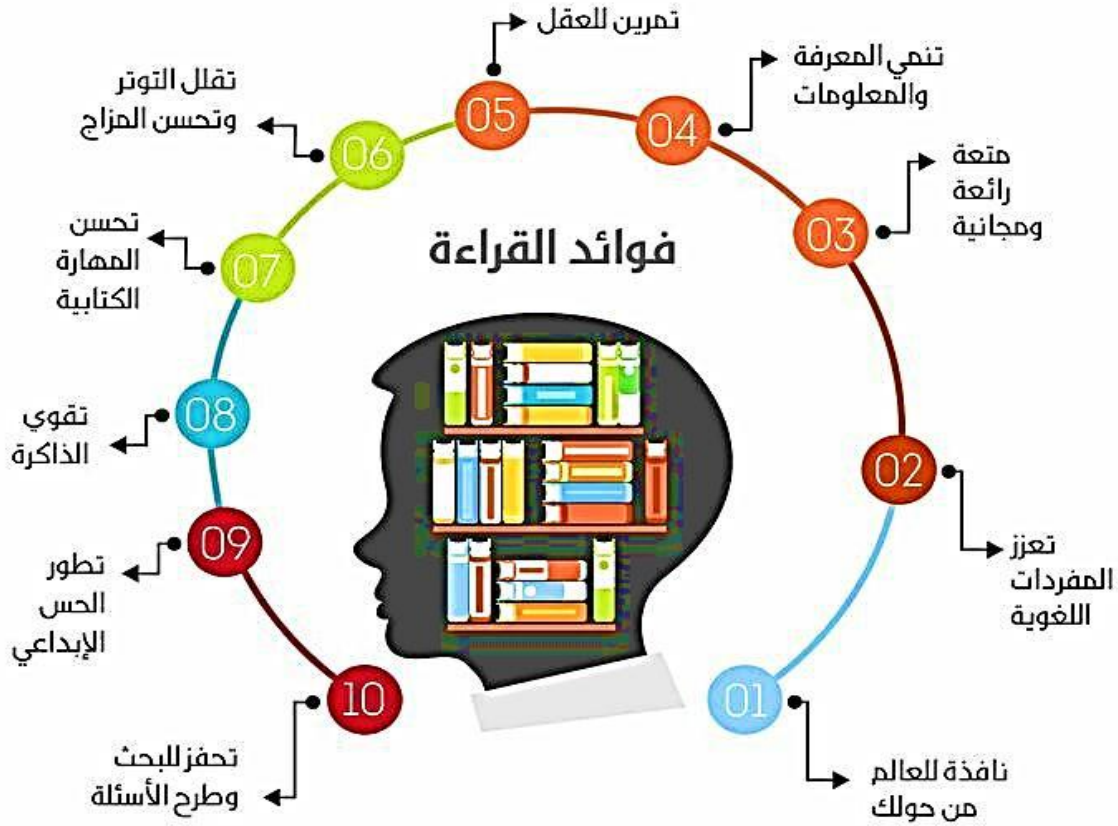 فوائد القراءة
01
نافذة للعالم
من حولك
02
تعزز
المفردات
اللغوية
03
متعة
رائعة
ومجانية
04
تنمي المعرفة
والمعلومات
05
تمرين للعقل
06
تقلل التوتر
وتحسن المزاج
07
تحسن
المهارة
الكتابية
08
تقوي
الذاكرة
09
تطور
الحس
الإبداعي
10
تحفز للبحث
وطرح الأسئلة